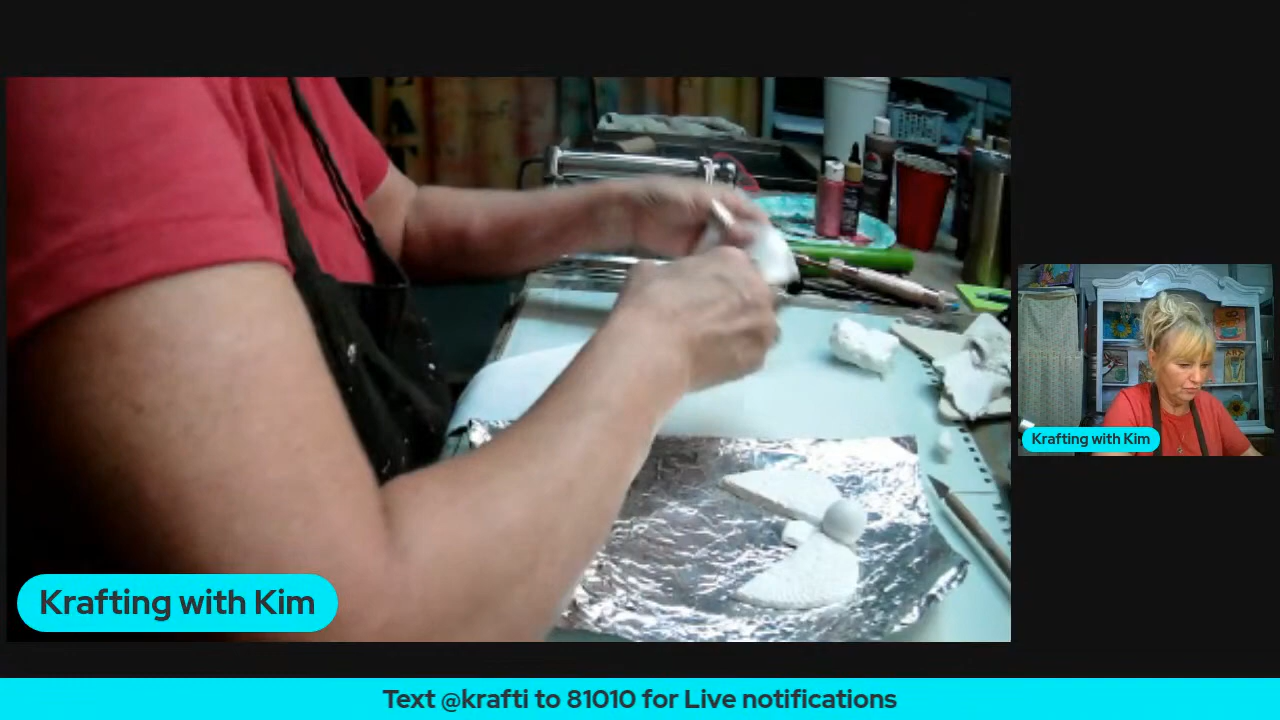 Krafting with Kim
Krafting with Kim
Text @krafti to 81010 for Live notifications